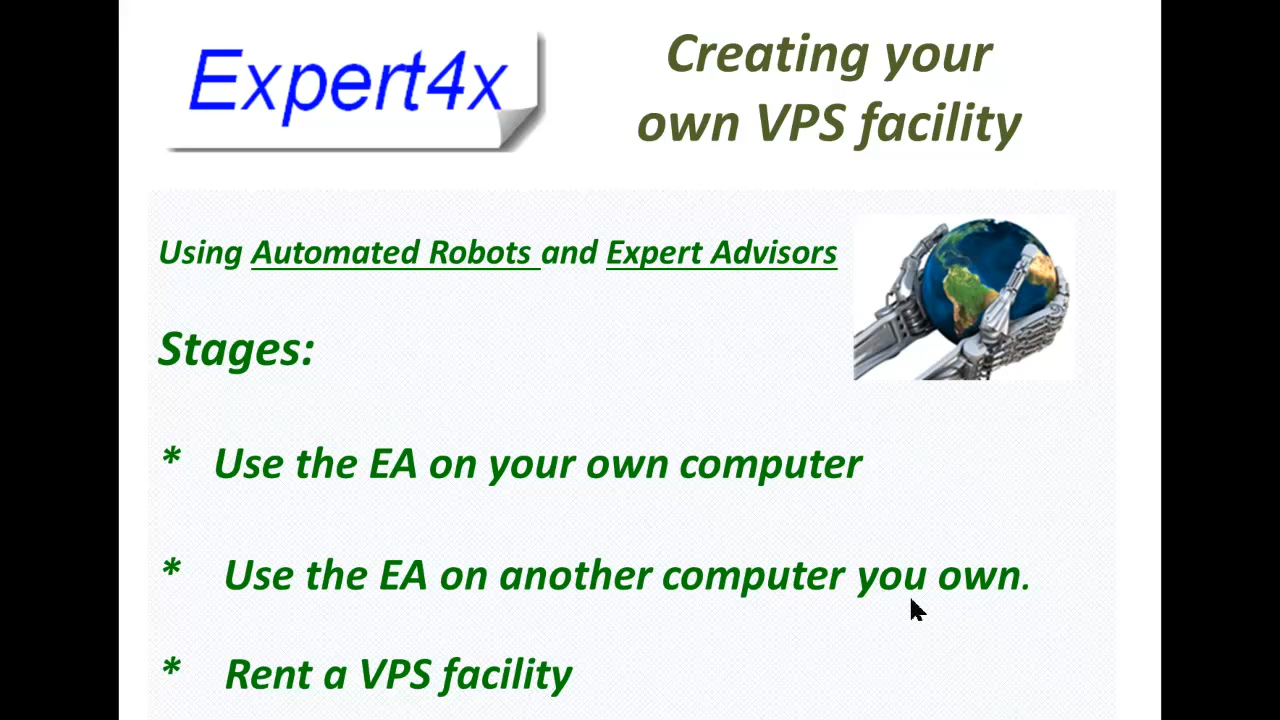 Expert4x
Creating your
own VPS facility
Using Automated Robots and Expert Advisors
Stages:
* Use the EA on your own computer
* Use the EA on another computer you own.
* Rent a VPS facility